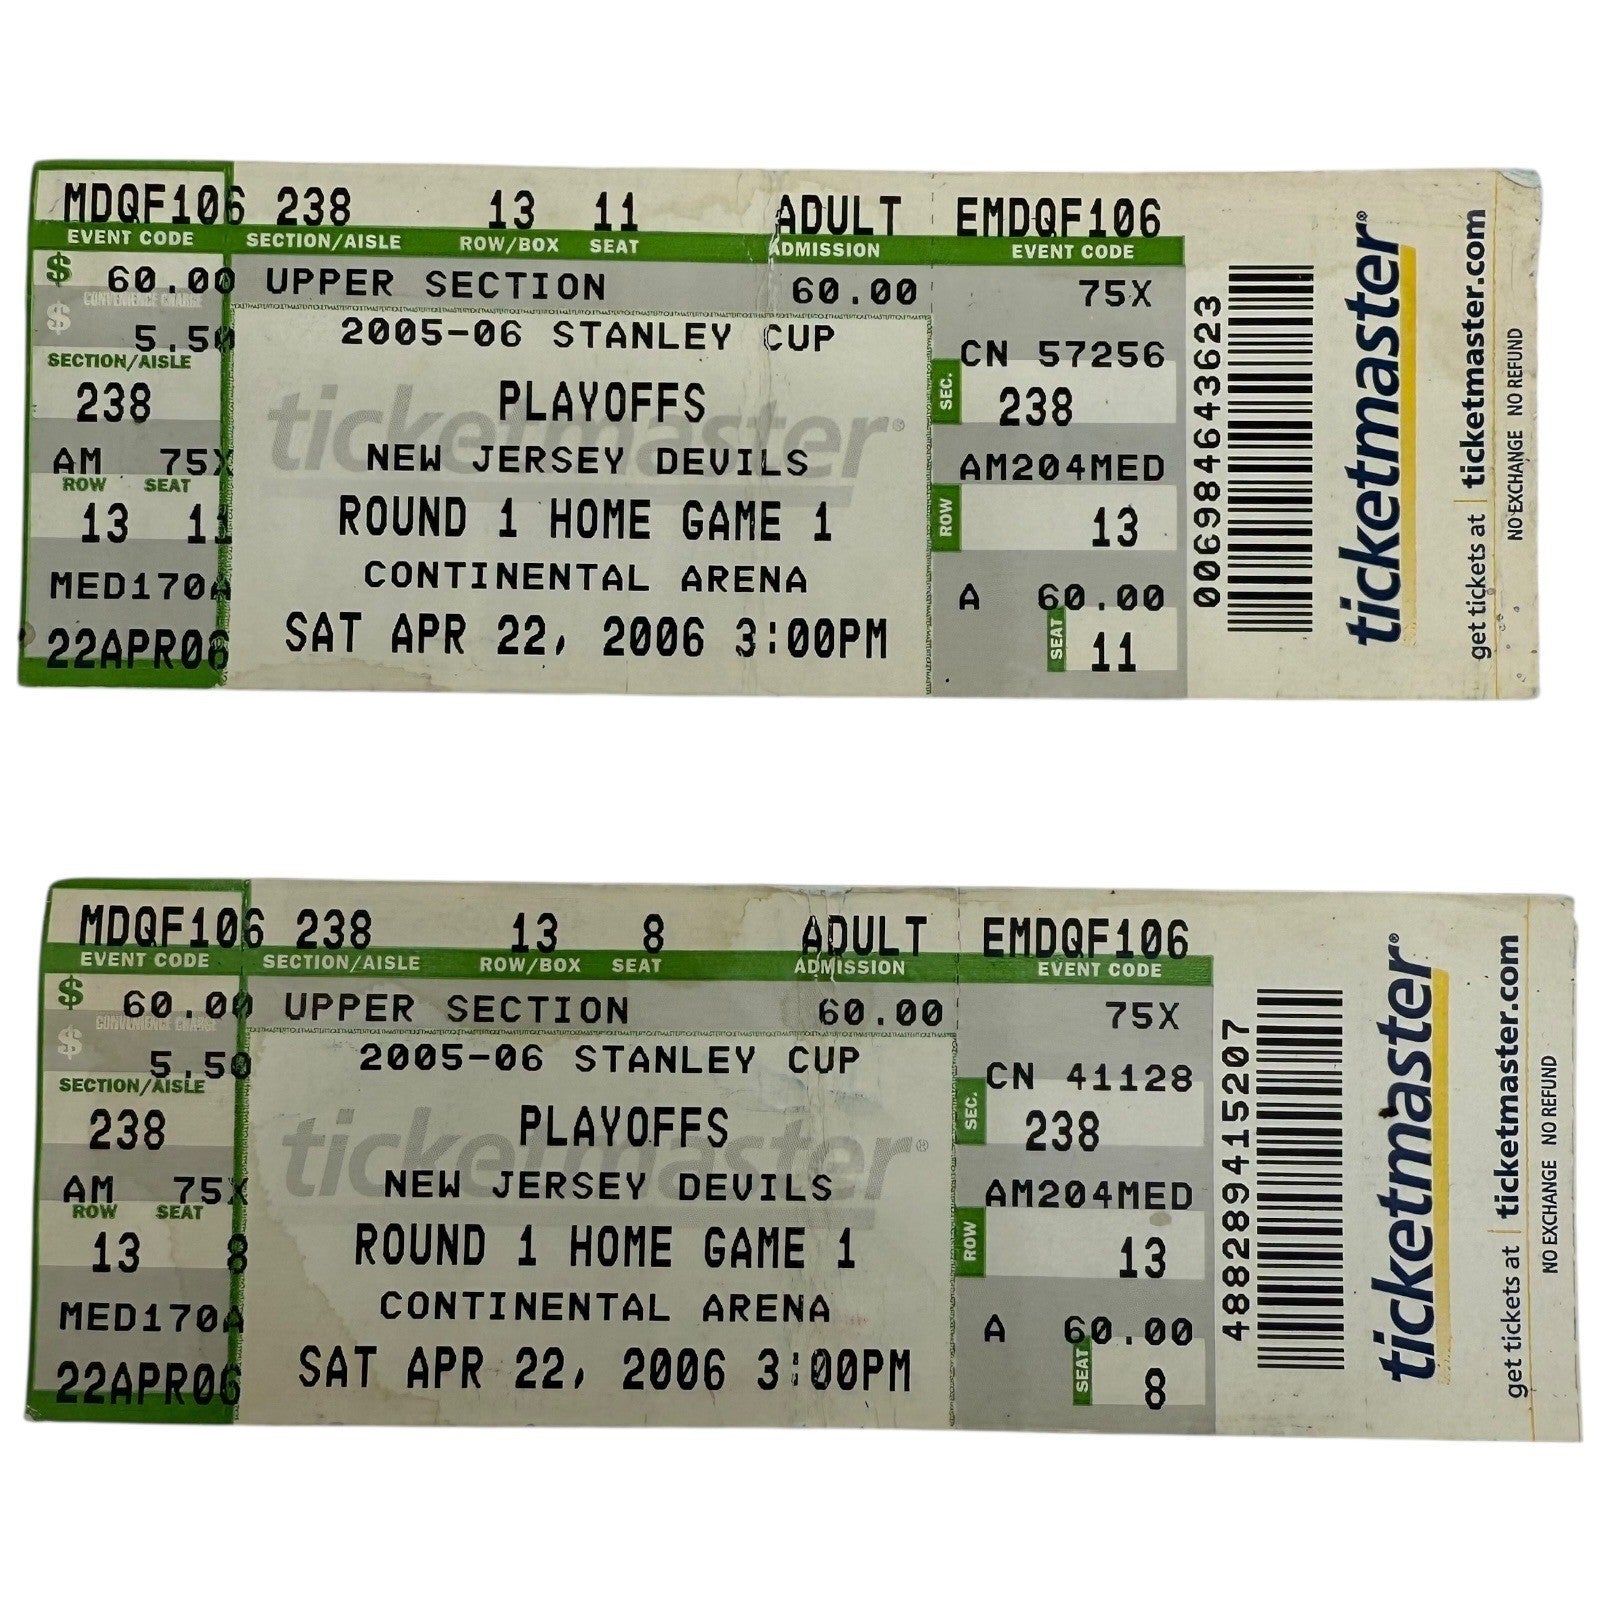 MDQF106 238 13 11 ADULT EMDQF106
EVENT CODE SECTION/AISLE ROW/BOX SEAT ADMISSION EVENT CODE
$ 60.00 UPPER SECTION 60.00 75X
$ CONVENIENCE CHARGE
5.50
SECTION/AISLE
238
AM 75X
ROW SEAT
13 11
MED170A
22APR06
2005-06 STANLEY CUP
PLAYOFFS
ticketmaster®
NEW JERSEY DEVILS
ROUND 1 HOME GAME 1
CONTINENTAL ARENA
SAT APR 22, 2006 3:00PM
CN 57256
SEC. 238
AM204MED
ROW 13
A 60.00
SEAT 11
006984643623
ticketmaster®
get tickets at | ticketmaster.com
NO EXCHANGE NO REFUND
MDQF106 238 13 8 ADULT EMDQF106
EVENT CODE SECTION/AISLE ROW/BOX SEAT ADMISSION EVENT CODE
$ 60.00 UPPER SECTION 60.00 75X
$ CONVENIENCE CHARGE
5.50
SECTION/AISLE
238
AM 75X
ROW SEAT
13 8
MED170A
22APR06
2005-06 STANLEY CUP
PLAYOFFS
ticketmaster®
NEW JERSEY DEVILS
ROUND 1 HOME GAME 1
CONTINENTAL ARENA
SAT APR 22, 2006 3:00PM
CN 41128
SEC. 238
AM204MED
ROW 13
A 60.00
SEAT 8
488289415207
ticketmaster®
get tickets at | ticketmaster.com
NO EXCHANGE NO REFUND